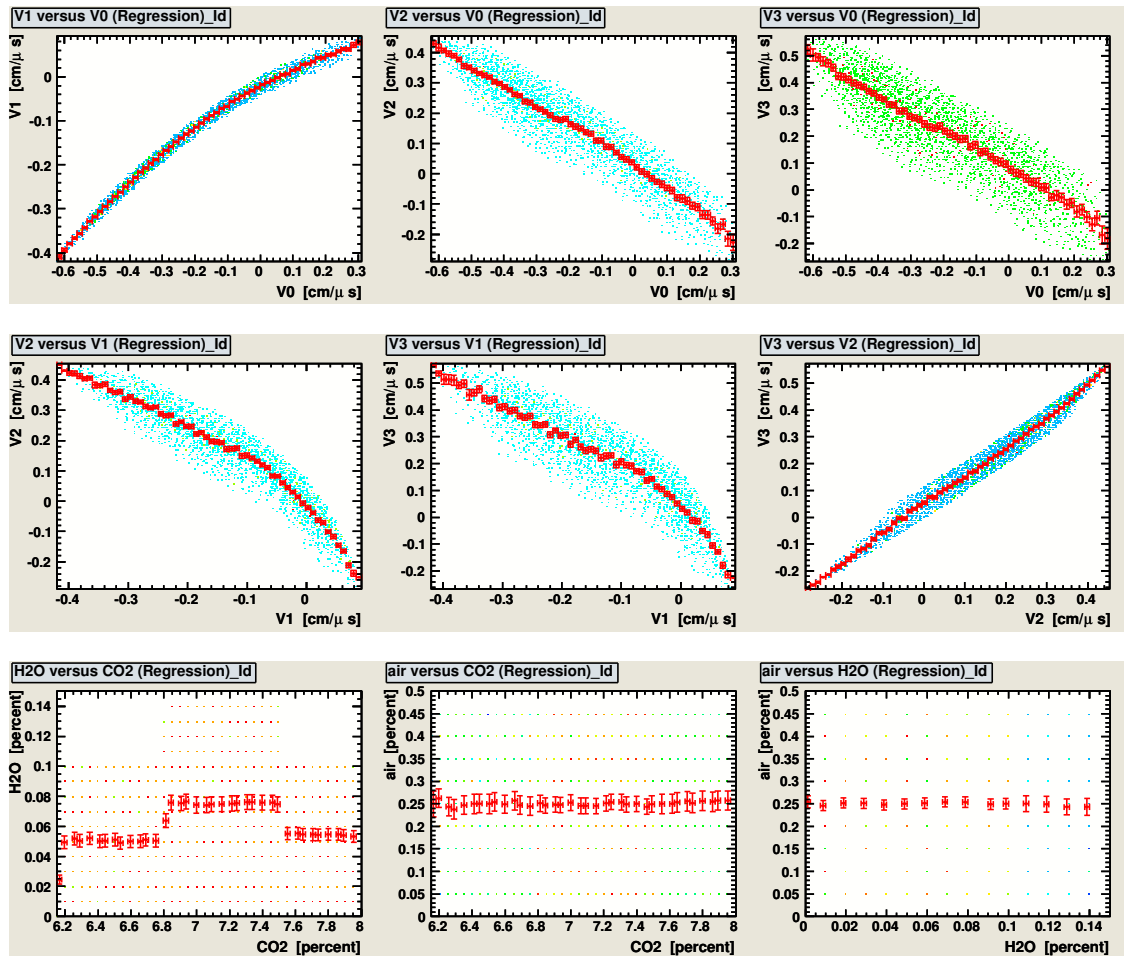 V1 versus V0 (Regression)_Id
V1 [cm/μ s]
0
-0.1
-0.2
-0.3
-0.4
-0.6 -0.5 -0.4 -0.3 -0.2 -0.1 0 0.1 0.2 0.3
V0 [cm/μ s]
V2 versus V0 (Regression)_Id
V2 [cm/μ s]
0.4
0.3
0.2
0.1
0
-0.1
-0.2
-0.6 -0.5 -0.4 -0.3 -0.2 -0.1 0 0.1 0.2 0.3
V0 [cm/μ s]
V3 versus V0 (Regression)_Id
V3 [cm/μ s]
0.5
0.4
0.3
0.2
0.1
0
-0.1
-0.2
-0.6 -0.5 -0.4 -0.3 -0.2 -0.1 0 0.1 0.2 0.3
V0 [cm/μ s]
V2 versus V1 (Regression)_Id
V2 [cm/μ s]
0.4
0.3
0.2
0.1
0
-0.1
-0.2
-0.4 -0.3 -0.2 -0.1 0
V1 [cm/μ s]
V3 versus V1 (Regression)_Id
V3 [cm/μ s]
0.5
0.4
0.3
0.2
0.1
0
-0.1
-0.2
-0.4 -0.3 -0.2 -0.1 0
V1 [cm/μ s]
V3 versus V2 (Regression)_Id
V3 [cm/μ s]
0.5
0.4
0.3
0.2
0.1
0
-0.1
-0.2
-0.2 -0.1 0 0.1 0.2 0.3 0.4
V2 [cm/μ s]
H2O versus CO2 (Regression)_Id
H2O [percent]
0.14
0.12
0.1
0.08
0.06
0.04
0.02
0
6.2 6.4 6.6 6.8 7 7.2 7.4 7.6 7.8 8
CO2 [percent]
air versus CO2 (Regression)_Id
air [percent]
0.5
0.45
0.4
0.35
0.3
0.25
0.2
0.15
0.1
0.05
0
6.2 6.4 6.6 6.8 7 7.2 7.4 7.6 7.8 8
CO2 [percent]
air versus H2O (Regression)_Id
air [percent]
0.5
0.45
0.4
0.35
0.3
0.25
0.2
0.15
0.1
0.05
0
0 0.02 0.04 0.06 0.08 0.1 0.12 0.14
H2O [percent]